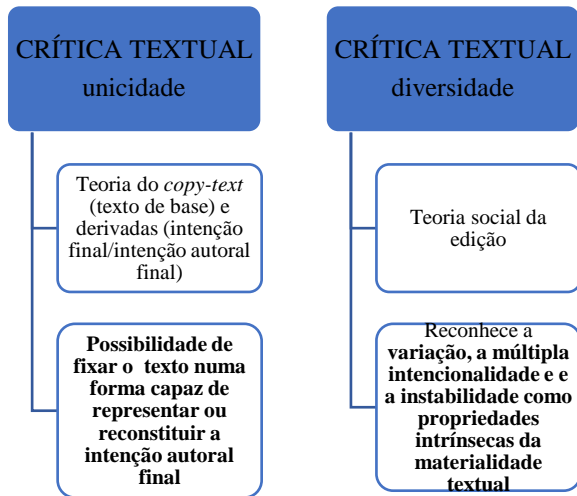 CRÍTICA TEXTUAL
unicidade
Teoria do copy-text
(texto de base) e
derivadas (intenção
final/intenção autoral
final)
Possibilidade de
fixar o texto numa
forma capaz de
representar ou
reconstituir a
intenção autoral
final
CRÍTICA TEXTUAL
diversidade
Teoria social da
edição
Reconhece a
variação, a múltipla
intencionalidade e e
a instabilidade como
propriedades
intrínsecas da
materialidade
textual